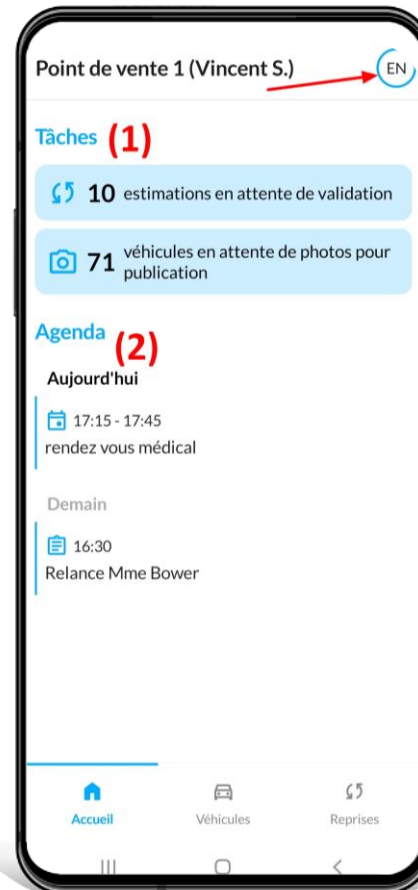 Point de vente 1 (Vincent S.)
EN
Tâches (1)
10 estimations en attente de validation
71 véhicules en attente de photos pour
publication
Agenda
(2)
Aujourd'hui
17:15 - 17:45
rendez vous médical
Demain
16:30
Relance Mme Bower
Accueil
Véhicules
Reprises